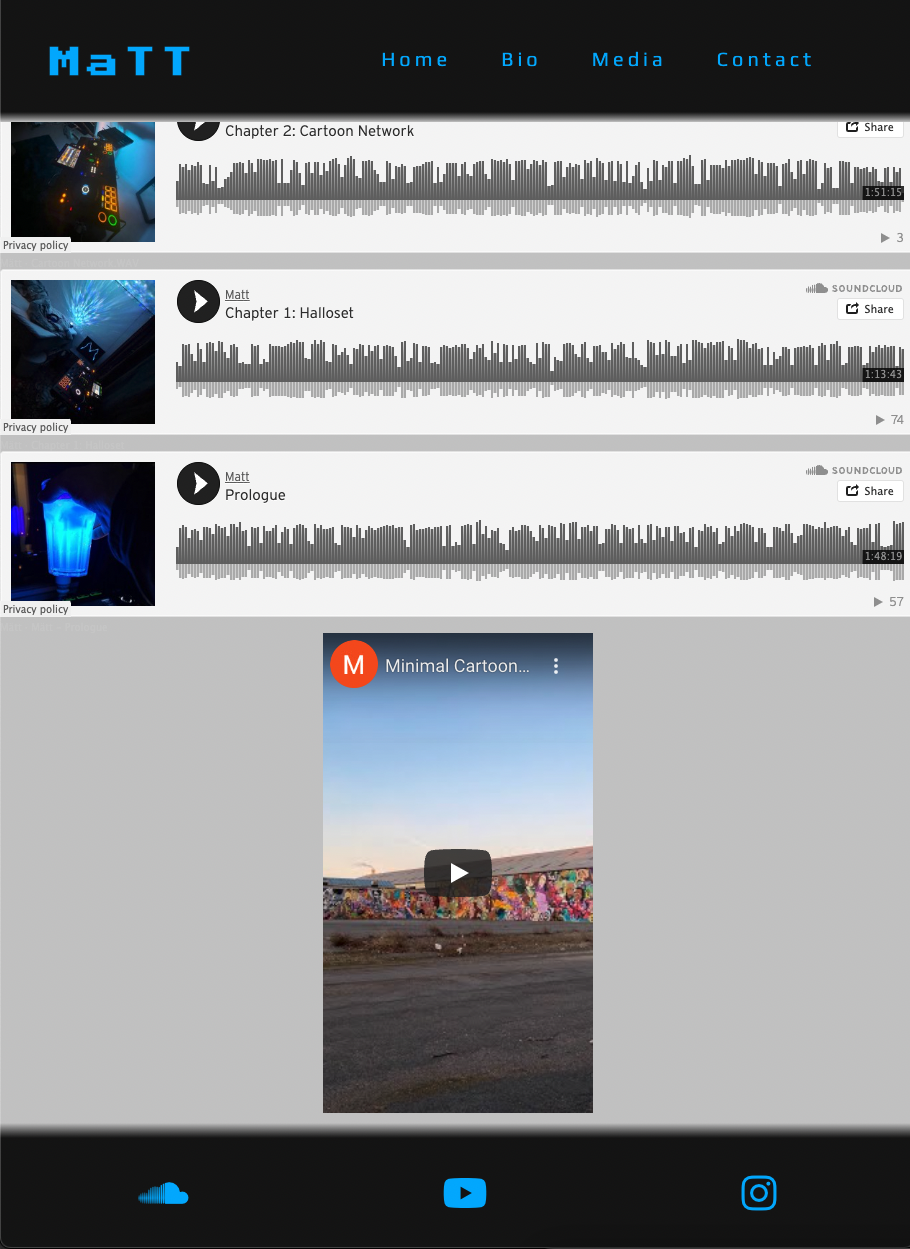 MaTT
Home Bio Media Contact
Chapter 2: Cartoon Network
Share
1:51:15
3
Privacy policy
Matt
SOUNDCLOUD
Chapter 1: Halloset
Share
1:13:43
74
Privacy policy
Matt
SOUNDCLOUD
Prologue
Share
1:48:19
57
Privacy policy
M Minimal Cartoon...